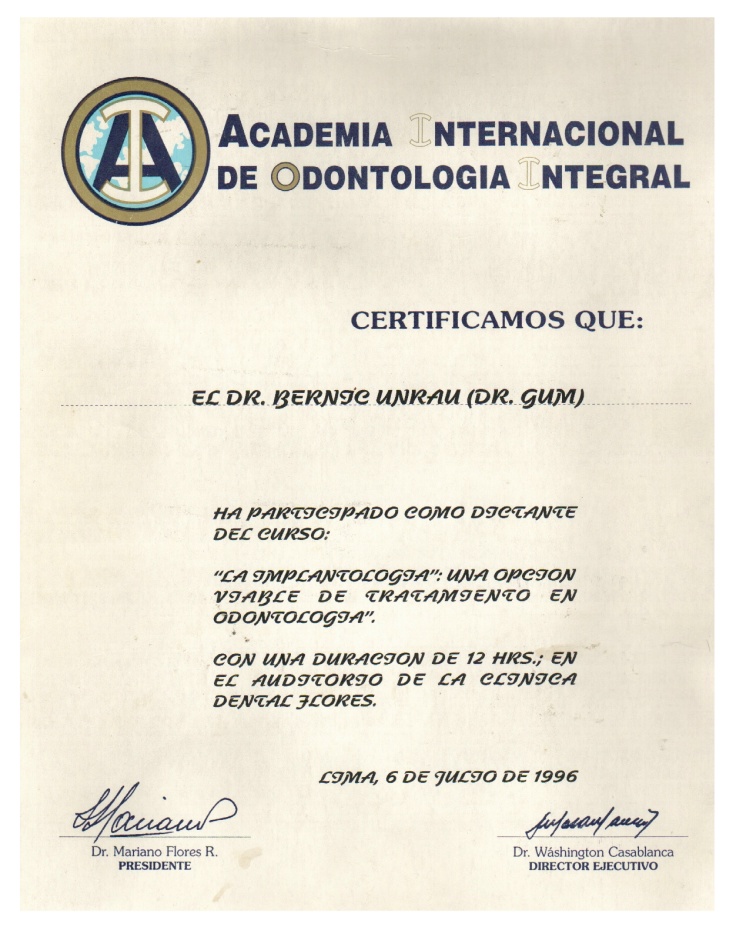 ACADEMIA INTERNACIONAL
DE ODONTOLOGIA INTEGRAL
CERTIFICAMOS QUE:
EL DR. BERNIC UNRAU (DR. GUM)
HA PARTICIPADO COMO DICTANTE
DEL CURSO:
"LA IMPLANTOLOGIA": UNA OPCION
VIABLE DE TRATAMIENTO EN
ODONTOLOGIA".
CON UNA DURACION DE 12 HRS.; EN
EL AUDITORIO DE LA CLINICA
DENTAL FLORES.
LIMA, 6 DE JULIO DE 1996
Dr. Mariano Flores R.
PRESIDENTE
Dr. Wáshington Casablanca
DIRECTOR EJECUTIVO